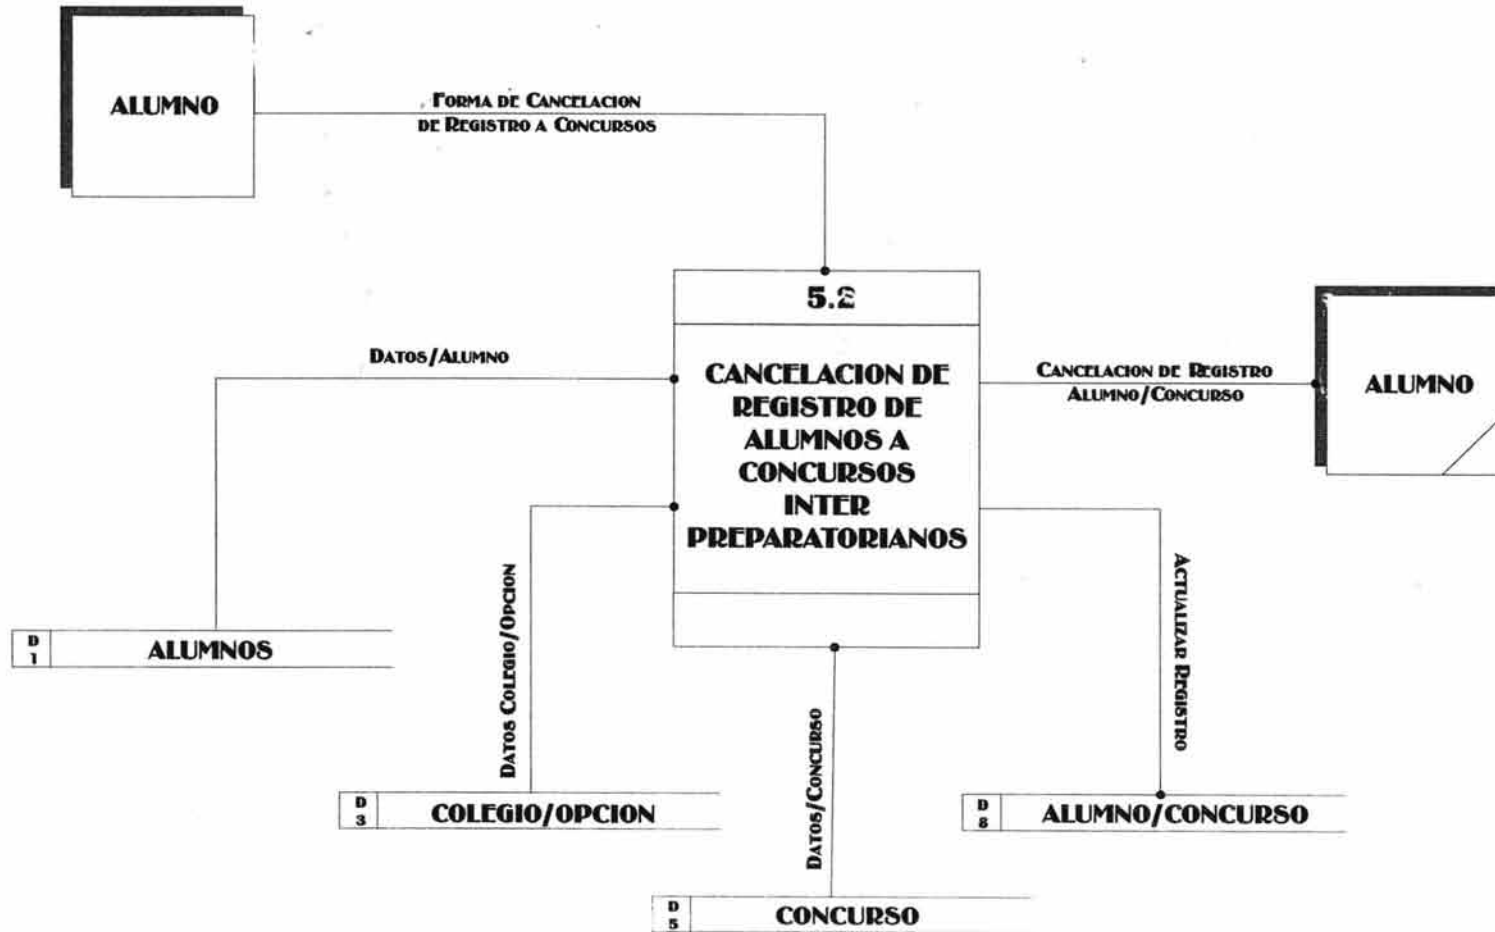 ALUMNO
FORMA DE CANCELACION
DE REGISTRO A CONCURSOS
5.2
DATOS/ALUMNO
CANCELACION DE
REGISTRO DE
ALUMNOS A
CONCURSOS
INTER
PREPARATORIANOS
CANCELACION DE REGISTRO
ALUMNO/CONCURSO
ALUMNO
D
1
ALUMNOS
DATOS COLEGIO/OPCION
DATOS/CONCURSO
ACTUALIZAR REGISTRO
D
3
COLEGIO/OPCION
D
8
ALUMNO/CONCURSO
D
5
CONCURSO